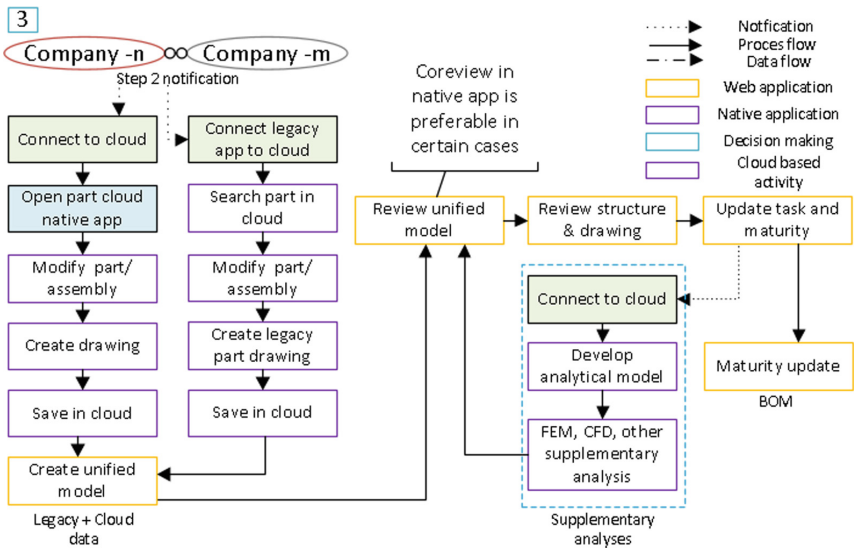 3
Company -n
Company -m
Step 2 notification
Connect to cloud
Open part cloud
native app
Modify part/
assembly
Create drawing
Save in cloud
Create unified
model
Legacy + Cloud
data
Connect legacy
app to cloud
Search part in
cloud
Modify part/
assembly
Create legacy
part drawing
Save in cloud
Coreview in
native app is
preferable in
certain cases
Review unified
model
Review structure
& drawing
Update task and
maturity
Connect to cloud
Develop
analytical model
FEM, CFD, other
supplementary
analysis
Supplementary
analyses
Maturity update
BOM
Notfication
Proces flow
Data flow
Web application
Native application
Decision making
Cloud based
activity